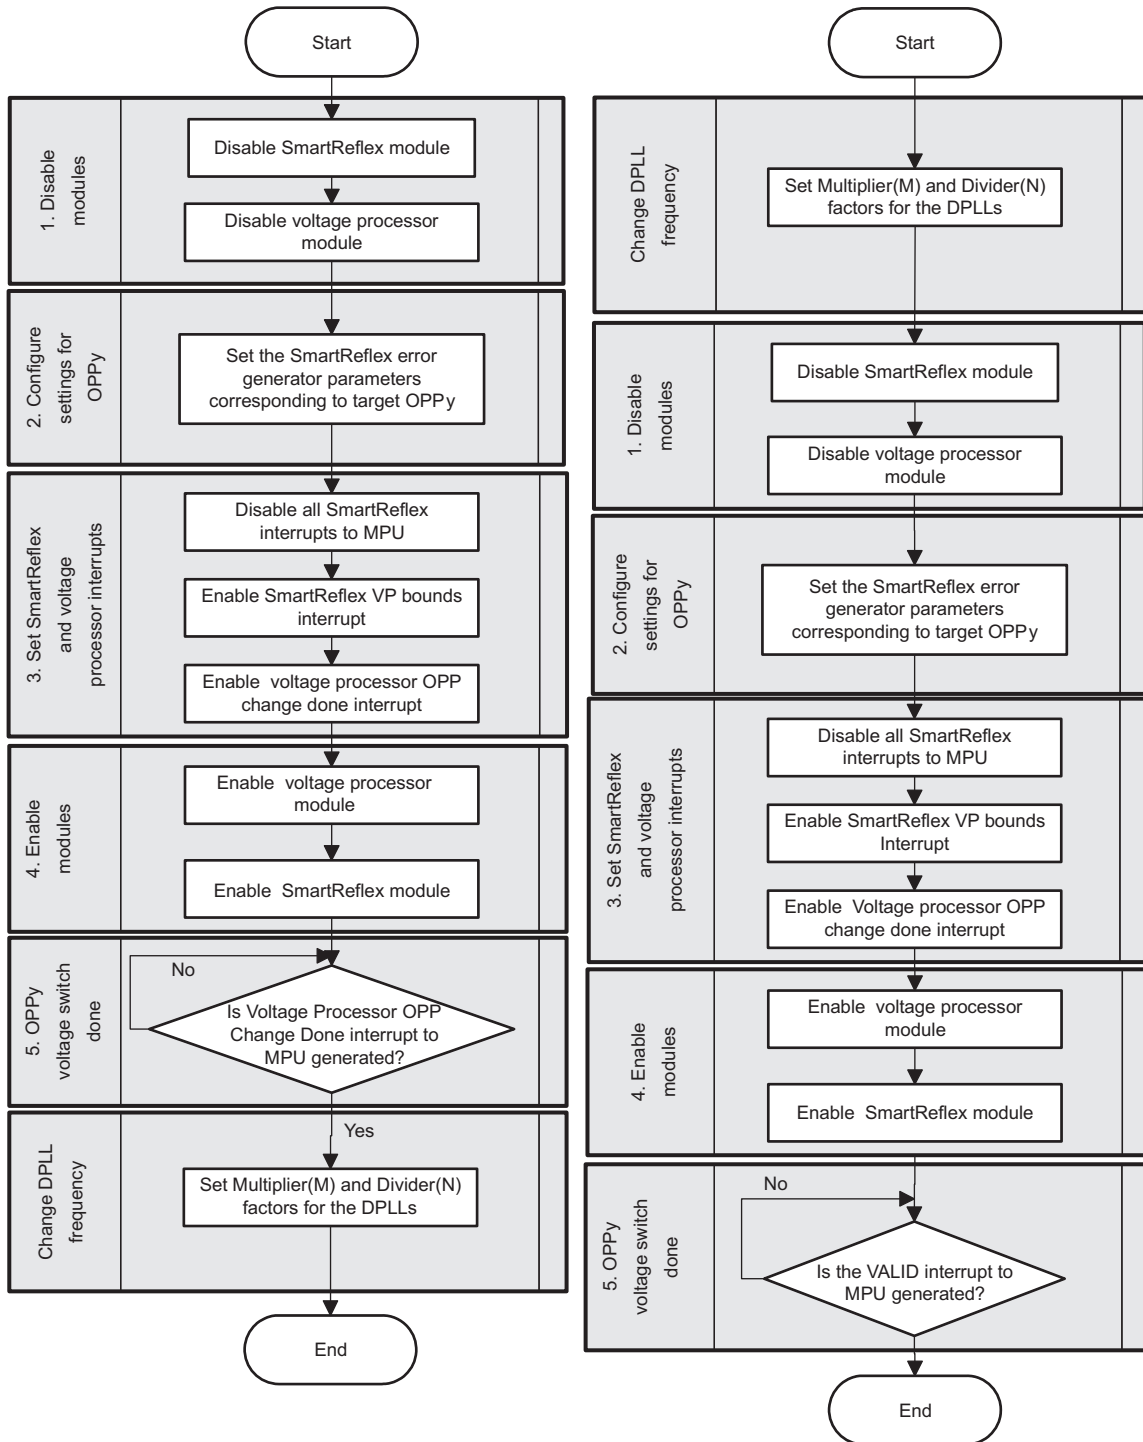 Start
1. Disable
modules
Disable SmartReflex module
Disable voltage processor
module
2. Configure
settings for
OPPy
Set the SmartReflex error
generator parameters
corresponding to target OPPy
3. Set SmartReflex
and voltage
processor interrupts
Disable all SmartReflex
interrupts to MPU
Enable SmartReflex VP bounds
interrupt
Enable voltage processor OPP
change done interrupt
4. Enable
modules
Enable voltage processor
module
Enable SmartReflex module
5. OPPy
voltage switch
done
No
Is Voltage Processor OPP
Change Done interrupt to
MPU generated?
Yes
Change DPLL
frequency
Set Multiplier(M) and Divider(N)
factors for the DPLLs
End
Start
Change DPLL
frequency
Set Multiplier(M) and Divider(N)
factors for the DPLLs
1. Disable
modules
Disable SmartReflex module
Disable voltage processor
module
2. Configure
settings for
OPPy
Set the SmartReflex error
generator parameters
corresponding to target OPPy
3. Set SmartReflex
and voltage
processor interrupts
Disable all SmartReflex
interrupts to MPU
Enable SmartReflex VP bounds
Interrupt
Enable Voltage processor OPP
change done interrupt
4. Enable
modules
Enable voltage processor
module
Enable SmartReflex module
5. OPPy
voltage switch
done
No
Is the VALID interrupt to
MPU generated?
End